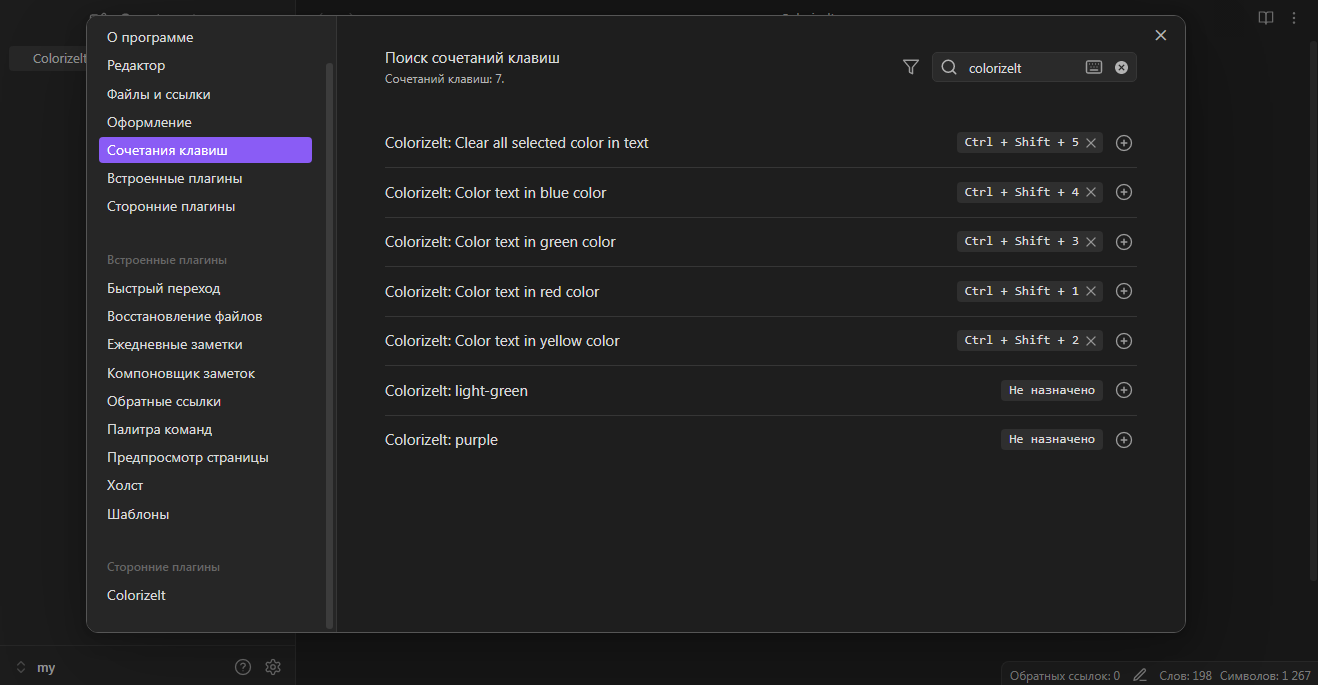 О программе
Редактор
Файлы и ссылки
Оформление
Сочетания клавиш
Встроенные плагины
Сторонние плагины
Встроенные плагины
Быстрый переход
Восстановление файлов
Ежедневные заметки
Компоновщик заметок
Обратные ссылки
Палитра команд
Предпросмотр страницы
Холст
Шаблоны
Сторонние плагины
ColorizeIt
Поиск сочетаний клавиш
Сочетаний клавиш: 7.
colorizeIt
ColorizeIt: Clear all selected color in text Ctrl + Shift + 5
ColorizeIt: Color text in blue color Ctrl + Shift + 4
ColorizeIt: Color text in green color Ctrl + Shift + 3
ColorizeIt: Color text in red color Ctrl + Shift + 1
ColorizeIt: Color text in yellow color Ctrl + Shift + 2
ColorizeIt: light-green Не назначено
ColorizeIt: purple Не назначено
ColorizeIt
my
Обратных ссылок: 0 Слов: 198 Символов: 1 267